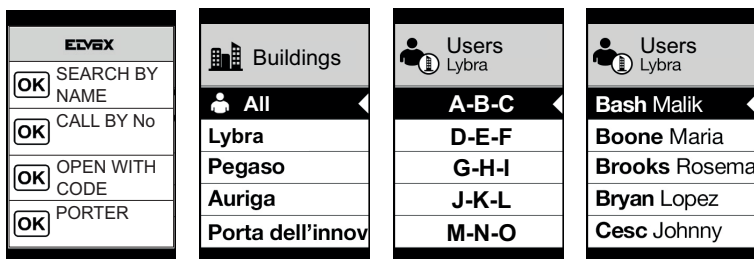 ELVOX
OK SEARCH BY
NAME
OK CALL BY No
OK OPEN WITH
CODE
OK PORTER
Buildings
All
Lybra
Pegaso
Auriga
Porta dell'innov
Users
Lybra
A-B-C
D-E-F
G-H-I
J-K-L
M-N-O
Users
Lybra
Bash Malik
Boone Maria
Brooks Rosema
Bryan Lopez
Cesc Johnny